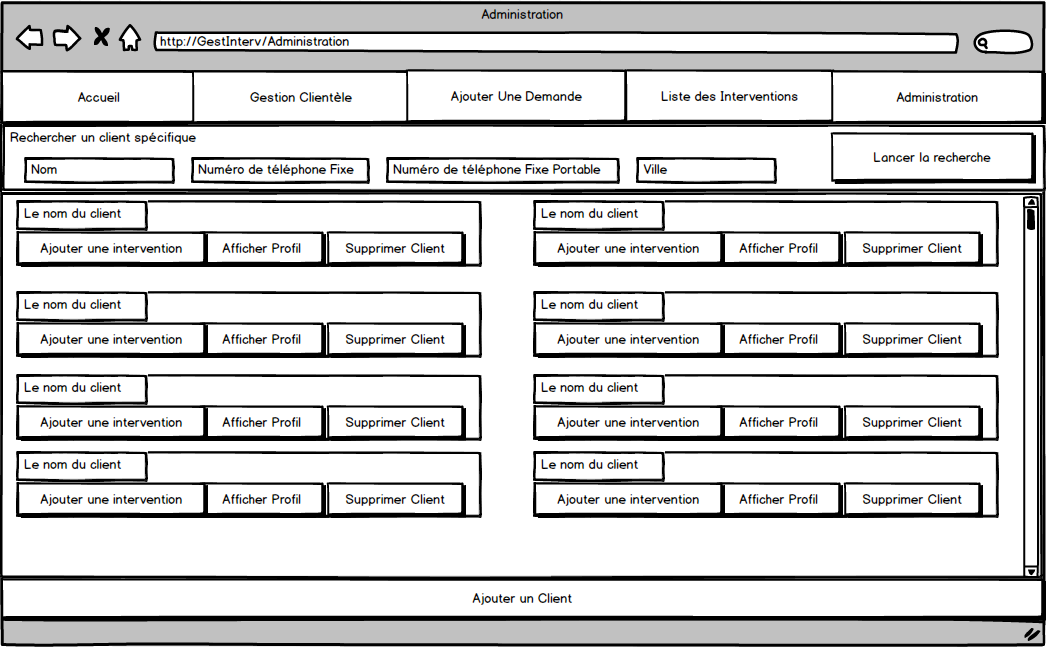 Administration
http://GestInterv/Administration
Accueil Gestion Clientèle Ajouter Une Demande Liste des Interventions Administration
Rechercher un client spécifique
Nom Numéro de téléphone Fixe Numéro de téléphone Fixe Portable Ville Lancer la recherche
Le nom du client Le nom du client
Ajouter une intervention Afficher Profil Supprimer Client Ajouter une intervention Afficher Profil Supprimer Client
Le nom du client Le nom du client
Ajouter une intervention Afficher Profil Supprimer Client Ajouter une intervention Afficher Profil Supprimer Client
Le nom du client Le nom du client
Ajouter une intervention Afficher Profil Supprimer Client Ajouter une intervention Afficher Profil Supprimer Client
Le nom du client Le nom du client
Ajouter une intervention Afficher Profil Supprimer Client Ajouter une intervention Afficher Profil Supprimer Client
Ajouter un Client